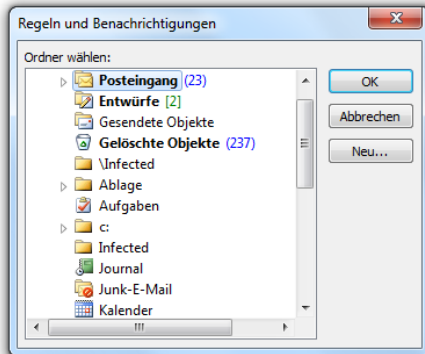 Regeln und Benachrichtigungen
Ordner wählen:
Posteingang (23)
Entwürfe [2]
Gesendete Objekte
Gelöschte Objekte (237)
\Infected
Ablage
Aufgaben
c:
Infected
Journal
Junk-E-Mail
Kalender
OK
Abbrechen
Neu...